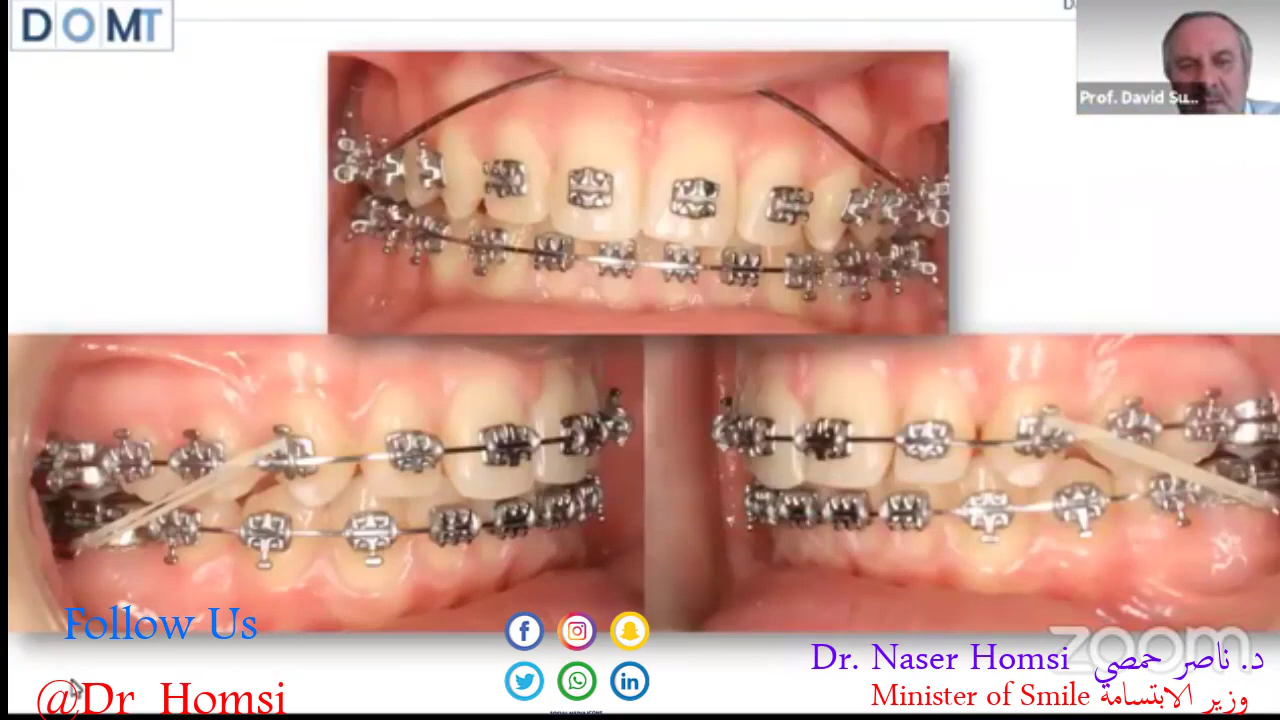 DOMT
Prof. David Su...
Follow Us
@Dr_Homsi
zoom
Dr. Naser Homsi د. ناصر حمصي
Minister of Smile وزير الابتسامة